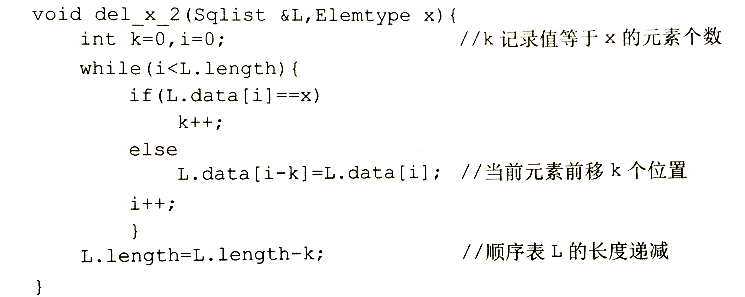 void del_x_2(Sqlist &L,Elemtype x){
    int k=0,i=0;                    //k 记录值等于 x 的元素个数
    while(i<L.length){
        if(L.data[i]==x)
            k++;
        else
            L.data[i-k]=L.data[i];  //当前元素前移 k 个位置
        i++;
        }
    L.length=L.length-k;            //顺序表 L 的长度递减
}